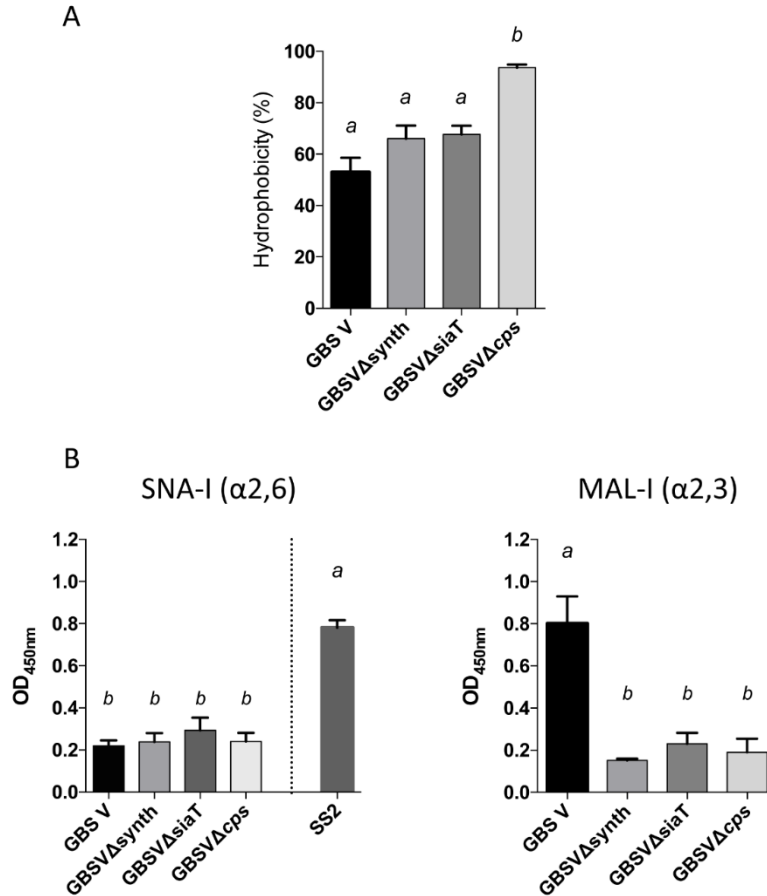 A
Hydrophobicity (%)
100
80
60
40
20
0
a
a
a
b
GBS V
GBSVΔsynth
GBSVΔsiaT
GBSVΔcps
B
SNA-I (α2,6)
OD450nm
1.2
1.0
0.8
0.6
0.4
0.2
0.0
b
b
b
b
a
GBS V
GBSVΔsynth
GBSVΔsiaT
GBSVΔcps
SS2
MAL-I (α2,3)
OD450nm
1.2
1.0
0.8
0.6
0.4
0.2
0.0
a
b
b
b
GBS V
GBSVΔsynth
GBSVΔsiaT
GBSVΔcps